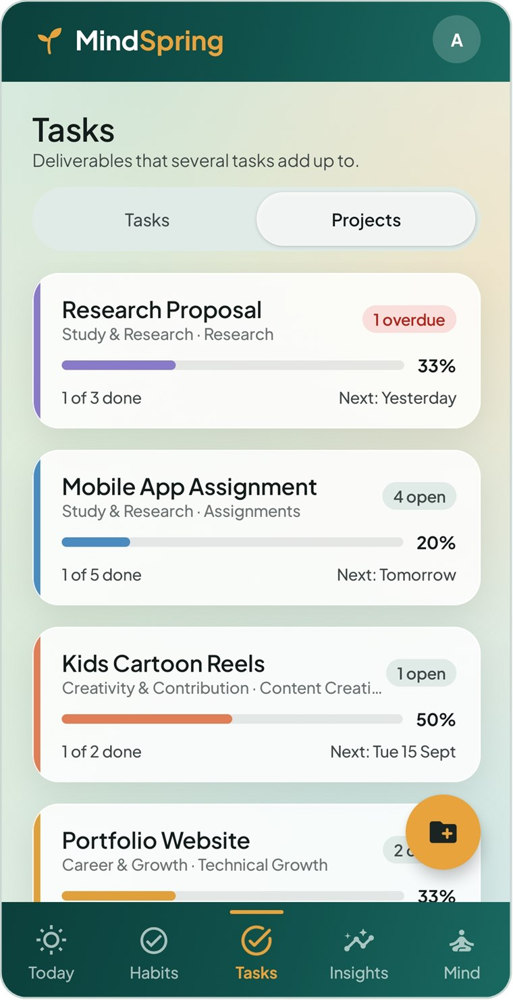 MindSpring
A
Tasks
Deliverables that several tasks add up to.
Tasks
Projects
Research Proposal
1 overdue
Study & Research · Research
33%
1 of 3 done
Next: Yesterday
Mobile App Assignment
4 open
Study & Research · Assignments
20%
1 of 5 done
Next: Tomorrow
Kids Cartoon Reels
1 open
Creativity & Contribution · Content Creati...
50%
1 of 2 done
Next: Tue 15 Sept
Portfolio Website
2
Career & Growth · Technical Growth
33%
Today
Habits
Tasks
Insights
Mind